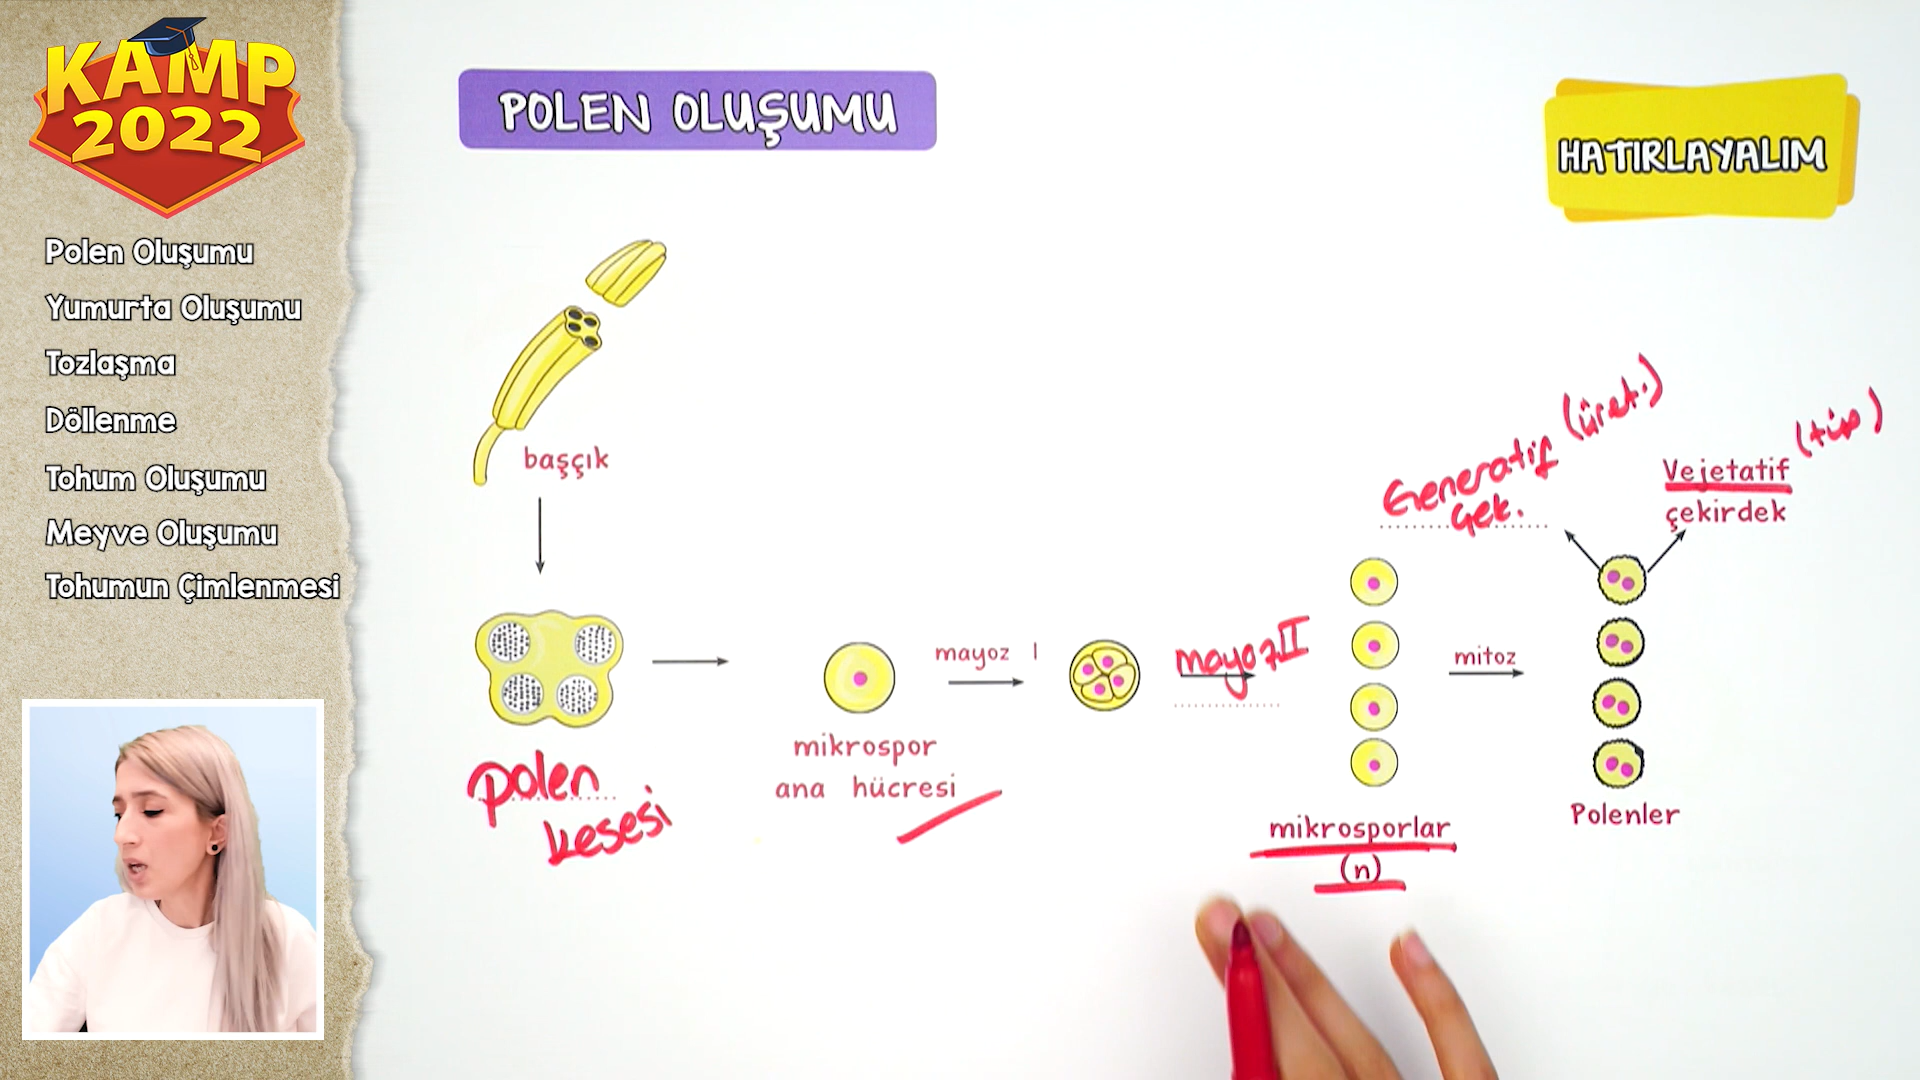 KAMP
2022
Polen Oluşumu
Yumurta Oluşumu
Tozlaşma
Döllenme
Tohum Oluşumu
Meyve Oluşumu
Tohumun Çimlenmesi
POLEN OLUŞUMU
HATIRLAYALIM
başçık
polen
kesesi
mikrospor
ana hücresi
mayoz I
mayoz II
mikrosporlar
(n)
mitoz
Generatif (üret.)
Çek.
Vejetatif (tüp)
çekirdek
Polenler